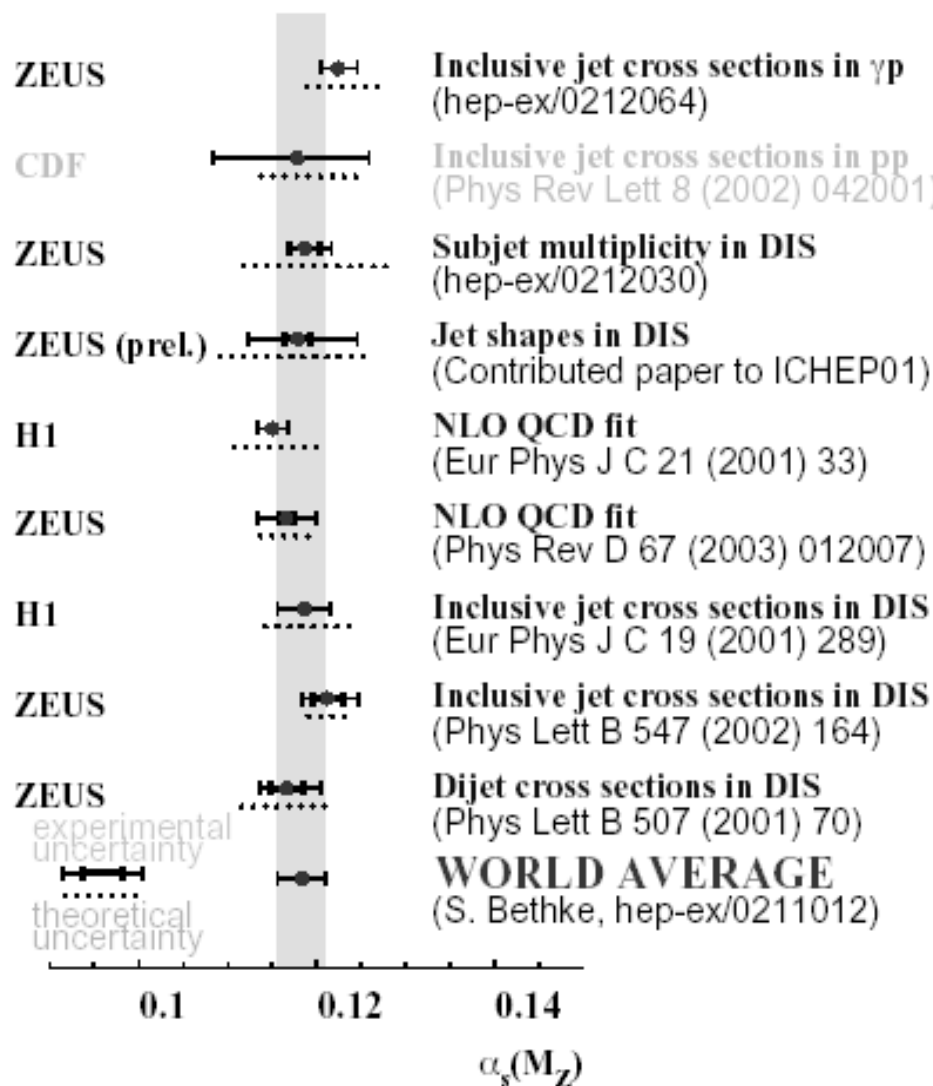 ZEUS Inclusive jet cross sections in γp
(hep-ex/0212064)
CDF Inclusive jet cross sections in pp
(Phys Rev Lett 8 (2002) 042001)
ZEUS Subjet multiplicity in DIS
(hep-ex/0212030)
ZEUS (prel.) Jet shapes in DIS
(Contributed paper to ICHEP01)
H1 NLO QCD fit
(Eur Phys J C 21 (2001) 33)
ZEUS NLO QCD fit
(Phys Rev D 67 (2003) 012007)
H1 Inclusive jet cross sections in DIS
(Eur Phys J C 19 (2001) 289)
ZEUS Inclusive jet cross sections in DIS
(Phys Lett B 547 (2002) 164)
ZEUS Dijet cross sections in DIS
(Phys Lett B 507 (2001) 70)
experimental
uncertainty
WORLD AVERAGE
(S. Bethke, hep-ex/0211012)
theoretical
uncertainty
0.1 0.12 0.14
αs(MZ)